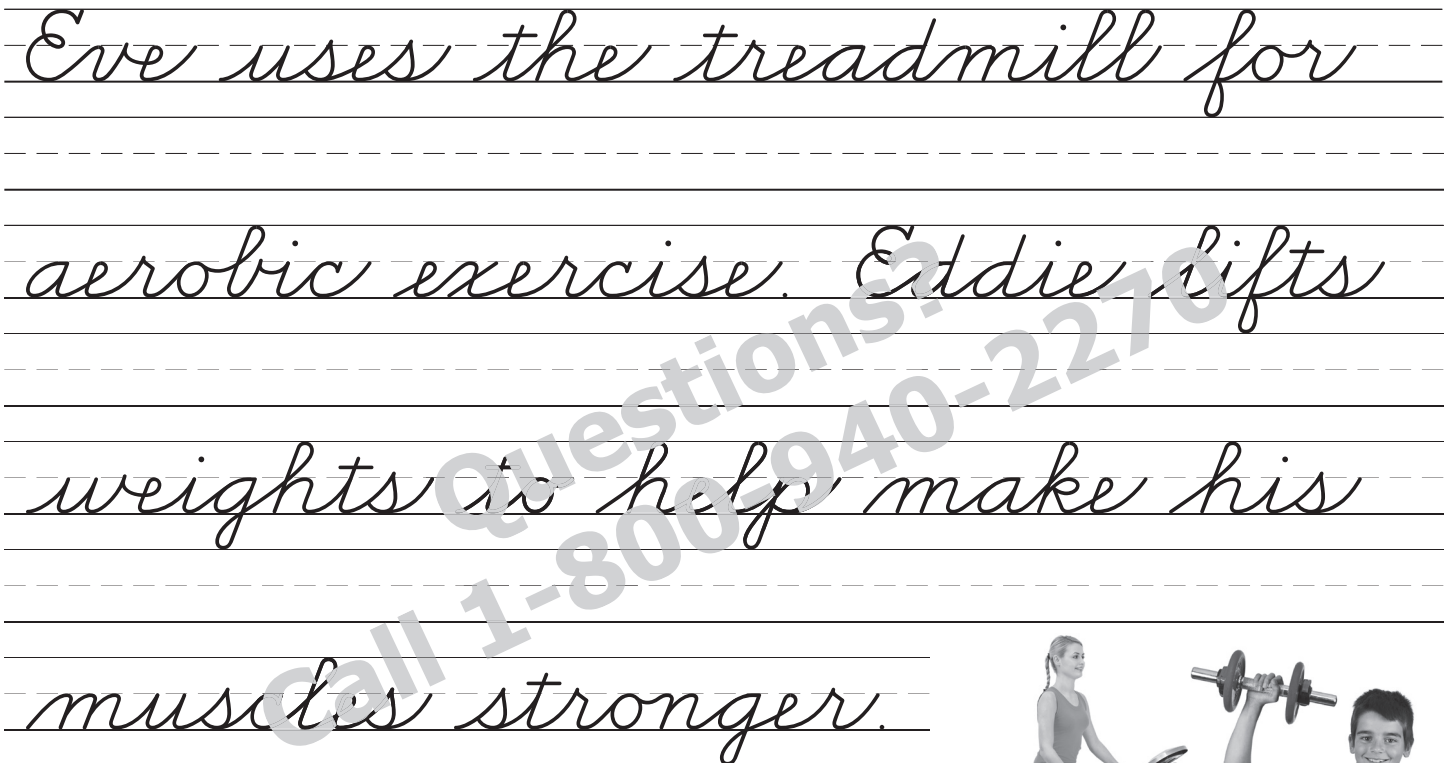 Eve uses the treadmill for
aerobic exercise. Eddie lifts
weights to help make his
muscles stronger.
Questions?
Call 1-800-940-2270